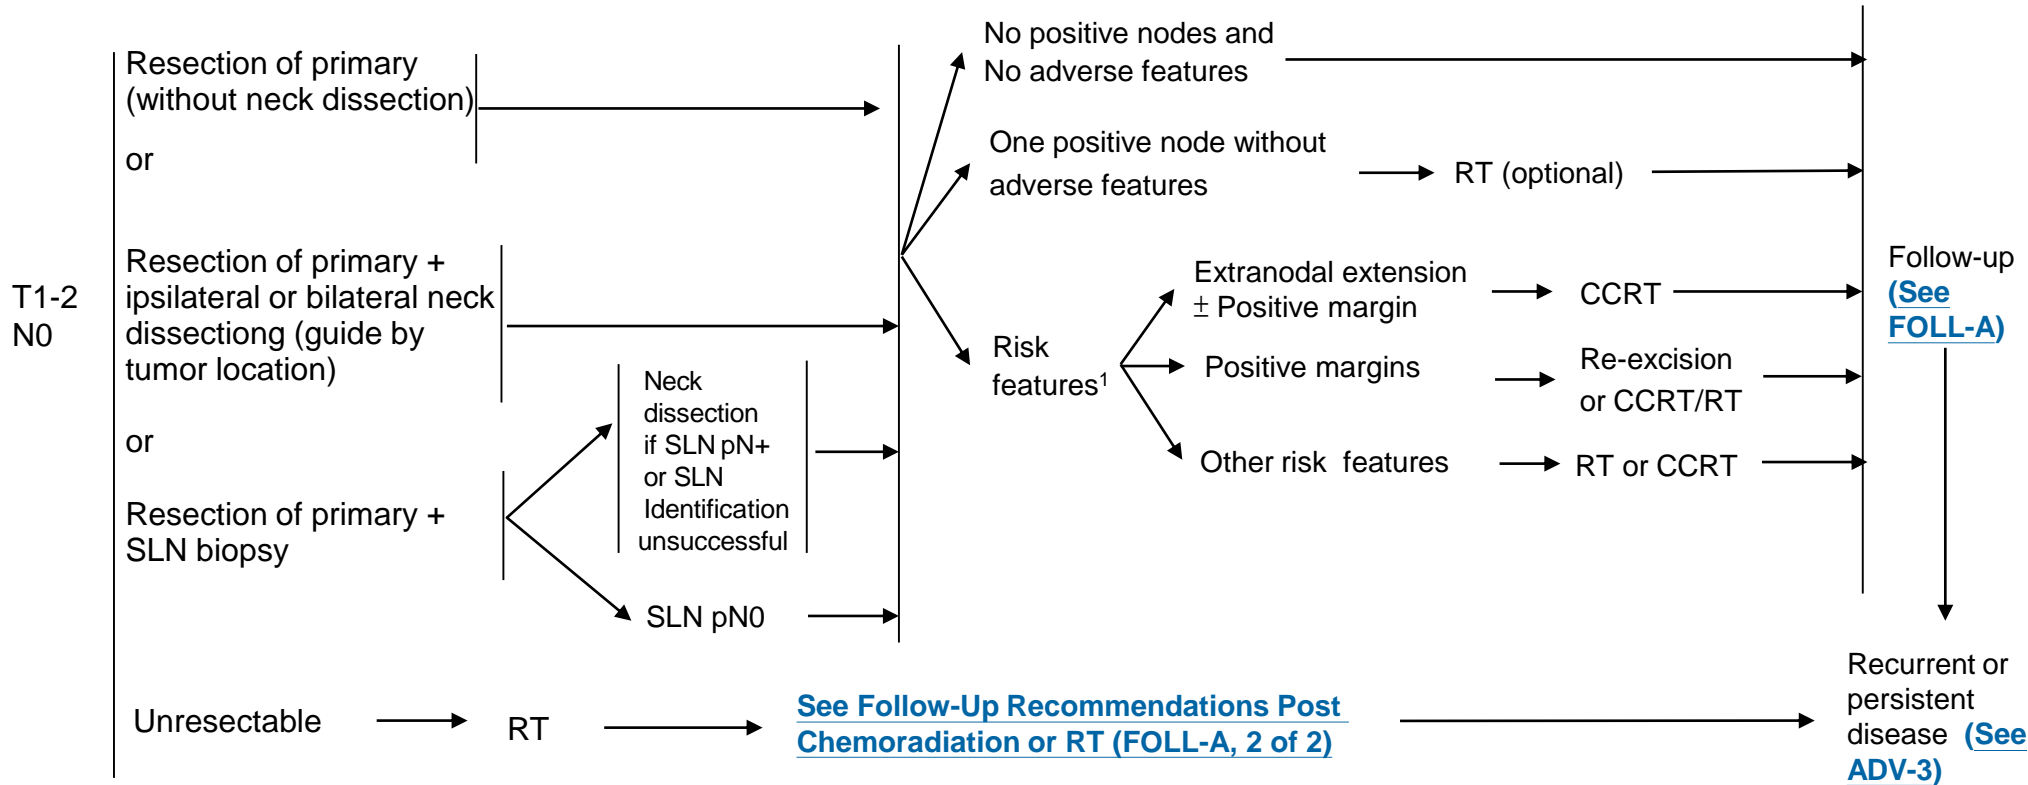 T1-2
N0
Resection of primary
(without neck dissection)
or
Resection of primary +
ipsilateral or bilateral neck
dissectiong (guide by
tumor location)
or
Resection of primary +
SLN biopsy
Neck
dissection
if SLN pN+
or SLN
Identification
unsuccessful
SLN pN0
No positive nodes and
No adverse features
One positive node without
adverse features
RT (optional)
Risk
features¹
Extranodal extension
± Positive margin
CCRT
Positive margins
Re-excision
or CCRT/RT
Other risk features
RT or CCRT
Follow-up
(See
FOLL-A)
Unresectable
RT
See Follow-Up Recommendations Post
Chemoradiation or RT (FOLL-A, 2 of 2)
Recurrent or
persistent
disease (See
ADV-3)